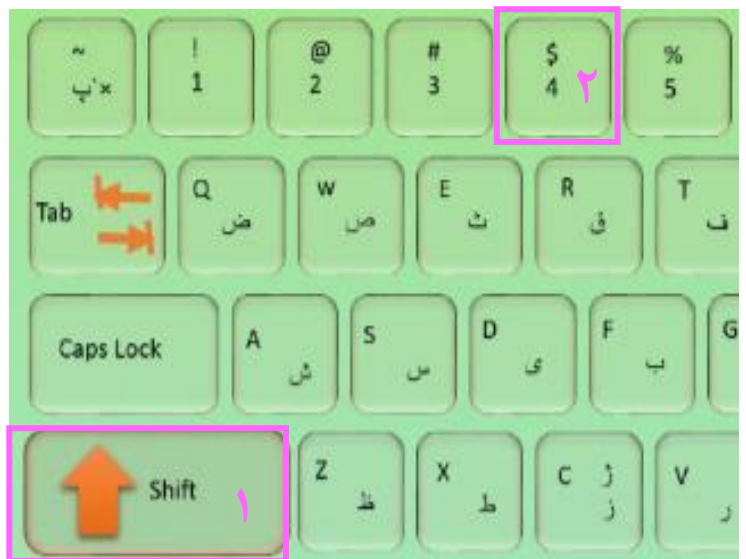 ~ ! @ # $ %
پ ` × 1 2 3 4 ۲ 5
Tab Q W E R T
ض ص ث ق ف
Caps Lock A S D F G
ش س ی ب
Shift ۱ Z X C ژ V
ظ ط ز ر